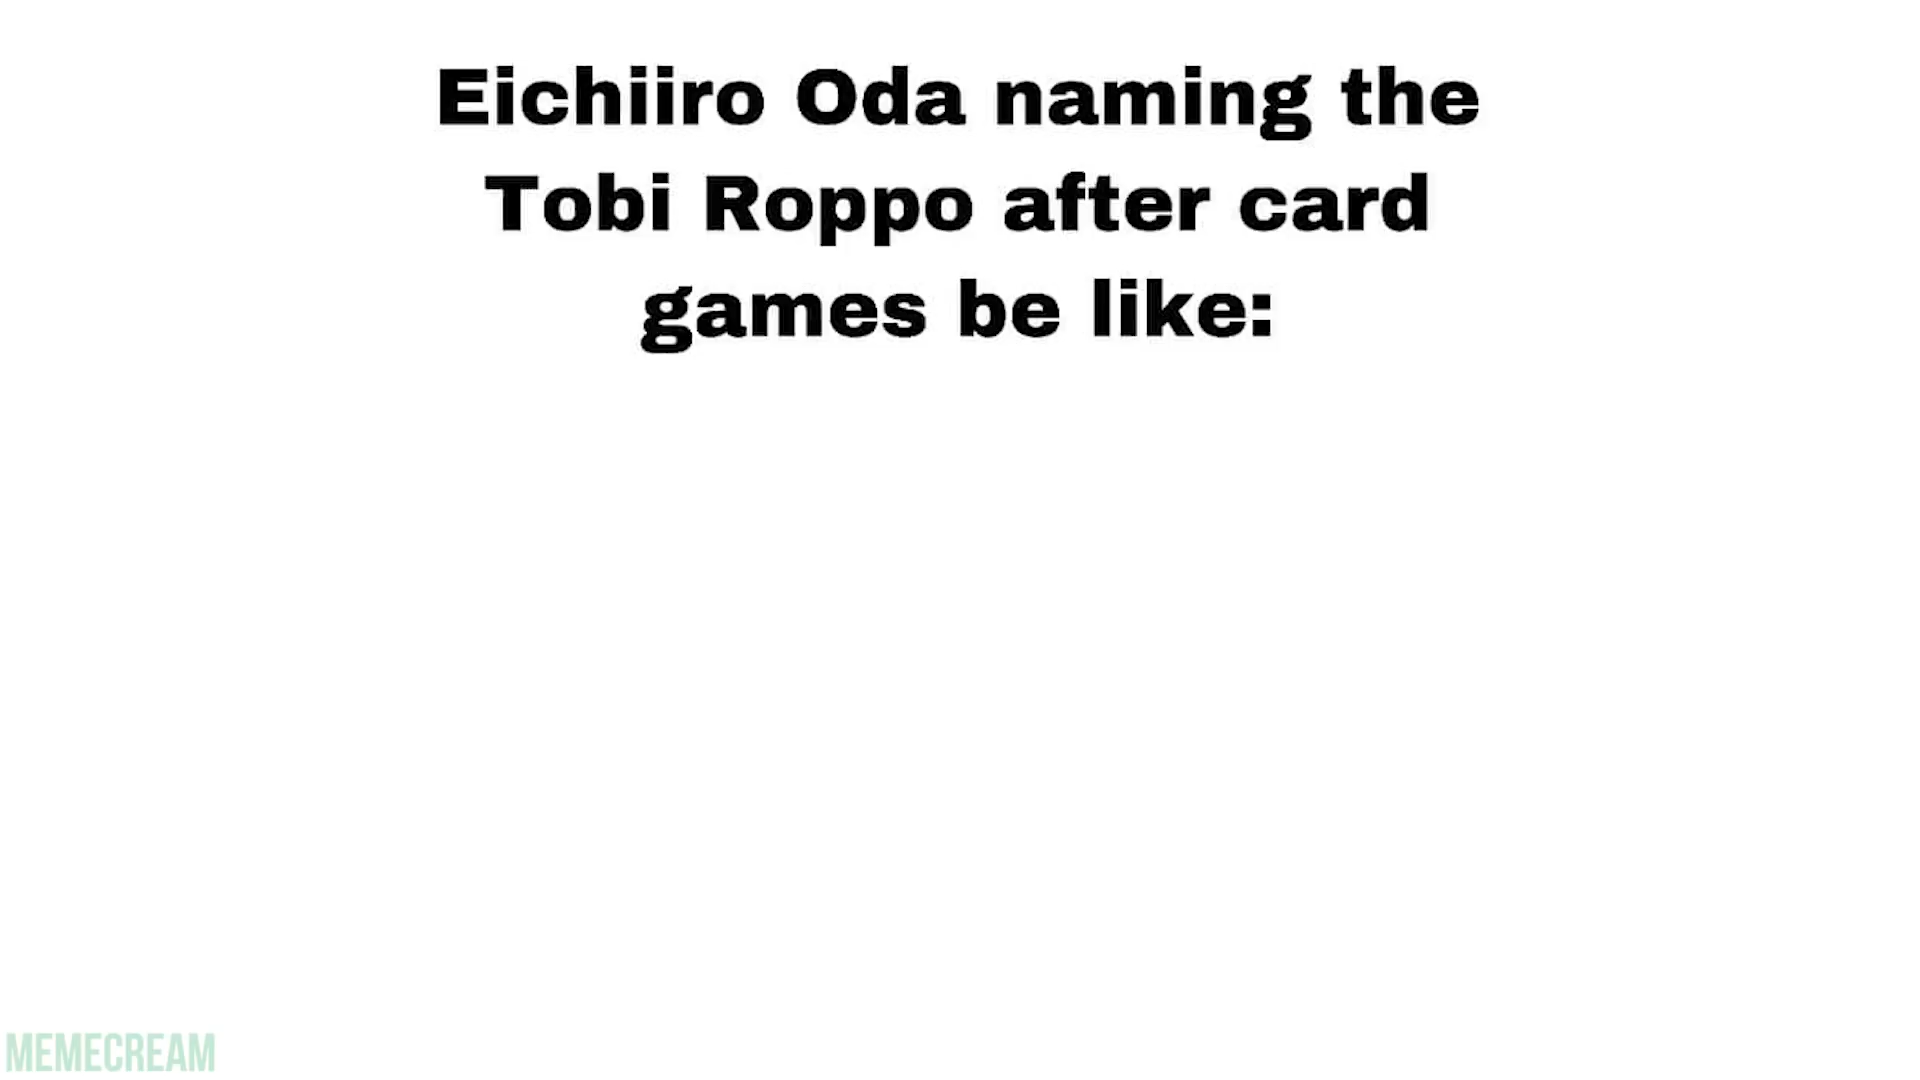 Eichiiro Oda naming the
Tobi Roppo after card
games be like:
MEMECREAM